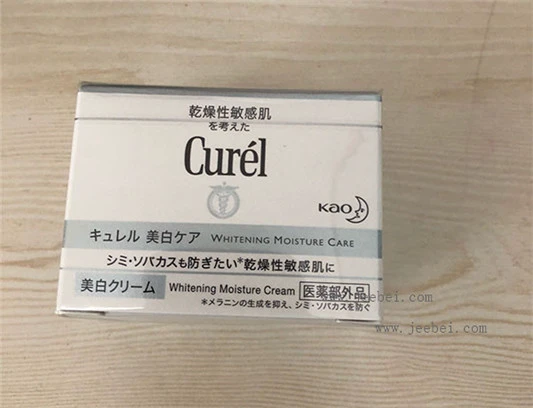 乾燥性敏感肌
を考えた
Curél
Kao
キュレル 美白ケア WHITENING MOISTURE CARE
シミ・ソバカスも防ぎたい*乾燥性敏感肌に
美白クリーム Whitening Moisture Cream 医薬部外品
*メラニンの生成を抑え、シミ・ソバカスを防ぐ
jeebei.com
www.jeebei.com